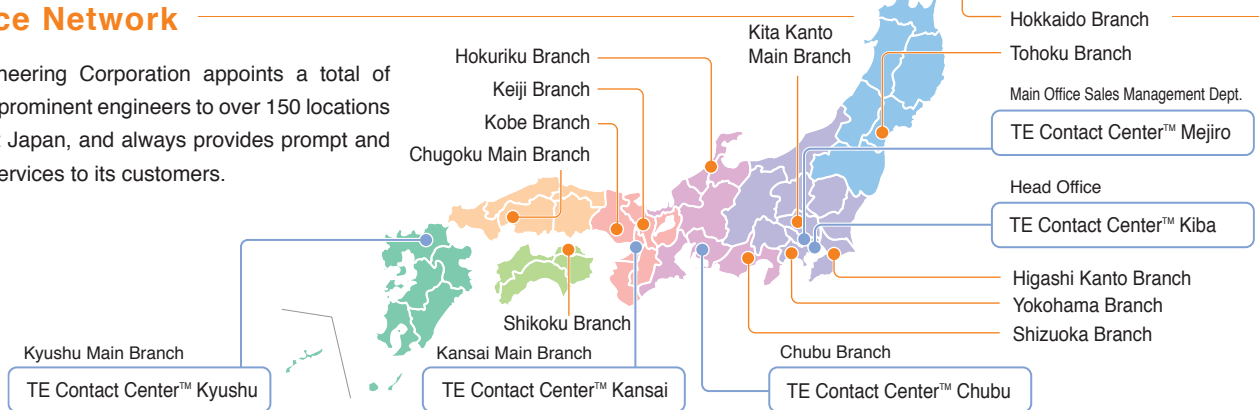 ce Network
neering Corporation appoints a total of
prominent engineers to over 150 locations
t Japan, and always provides prompt and
ervices to its customers.
Hokkaido Branch
Kita Kanto
Main Branch
Hokuriku Branch
Tohoku Branch
Keiji Branch
Main Office Sales Management Dept.
Kobe Branch
TE Contact Center™ Mejiro
Chugoku Main Branch
Head Office
TE Contact Center™ Kiba
Higashi Kanto Branch
Yokohama Branch
Shikoku Branch
Shizuoka Branch
Kyushu Main Branch
TE Contact Center™ Kyushu
Kansai Main Branch
TE Contact Center™ Kansai
Chubu Branch
TE Contact Center™ Chubu